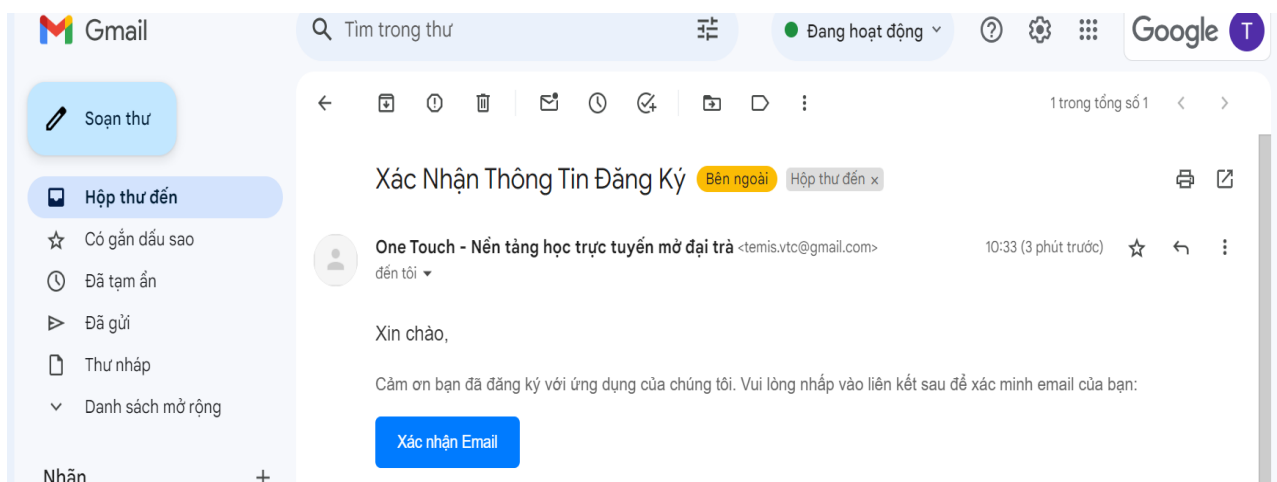 Gmail
Tìm trong thư
Đang hoạt động
Google T
Soạn thư
1 trong tổng số 1
Xác Nhận Thông Tin Đăng Ký Bên ngoài Hộp thư đến x
Hộp thư đến
Có gắn dấu sao
Đã tạm ẩn
Đã gửi
Thư nháp
Danh sách mở rộng
Nhãn +
One Touch - Nền tảng học trực tuyến mở đại trà <temis.vtc@gmail.com> 10:33 (3 phút trước)
đến tôi
Xin chào,
Cảm ơn bạn đã đăng ký với ứng dụng của chúng tôi. Vui lòng nhấp vào liên kết sau để xác minh email của bạn:
Xác nhận Email